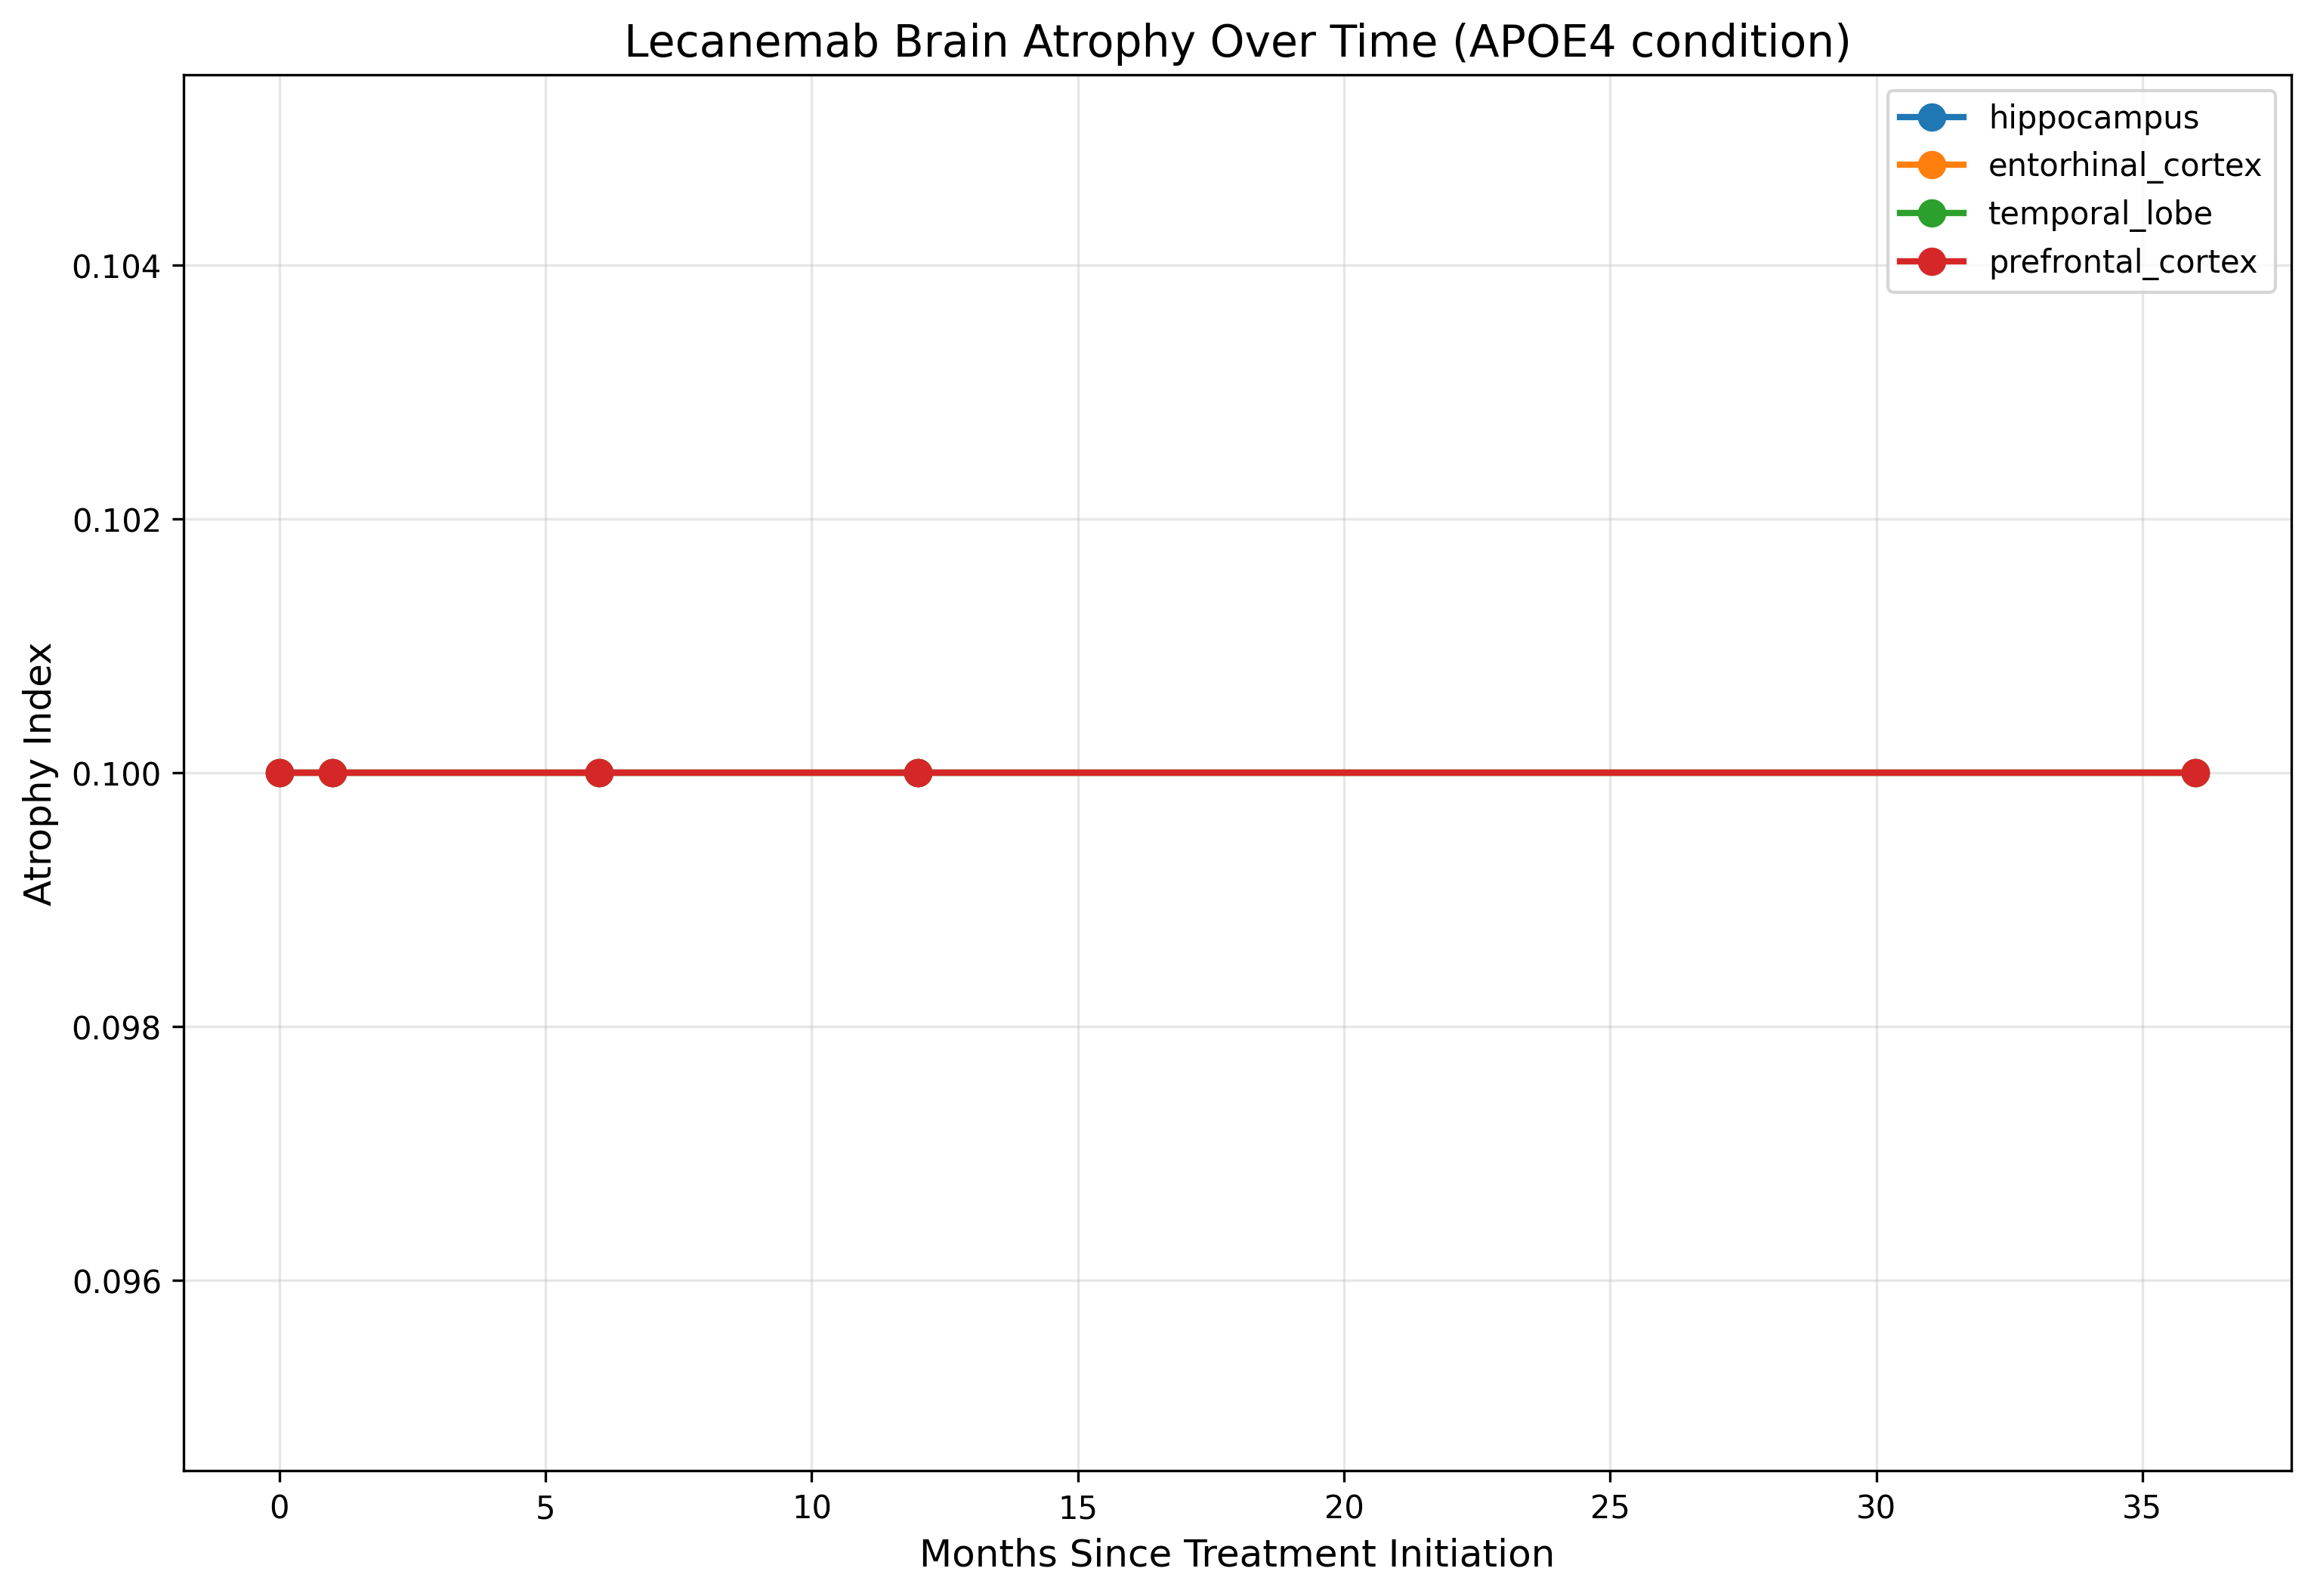 Lecanemab Brain Atrophy Over Time (APOE4 condition)
hippocampus
entorhinal_cortex
temporal_lobe
prefrontal_cortex
Atrophy Index
0.104
0.102
0.100
0.098
0.096
0 5 10 15 20 25 30 35
Months Since Treatment Initiation